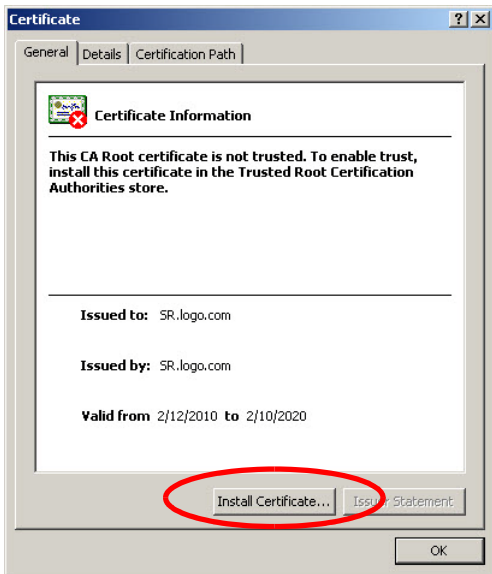 Certificate
General Details Certification Path
Certificate Information
This CA Root certificate is not trusted. To enable trust,
install this certificate in the Trusted Root Certification
Authorities store.
Issued to: SR.logo.com
Issued by: SR.logo.com
Valid from 2/12/2010 to 2/10/2020
Install Certificate... Issuer Statement
OK